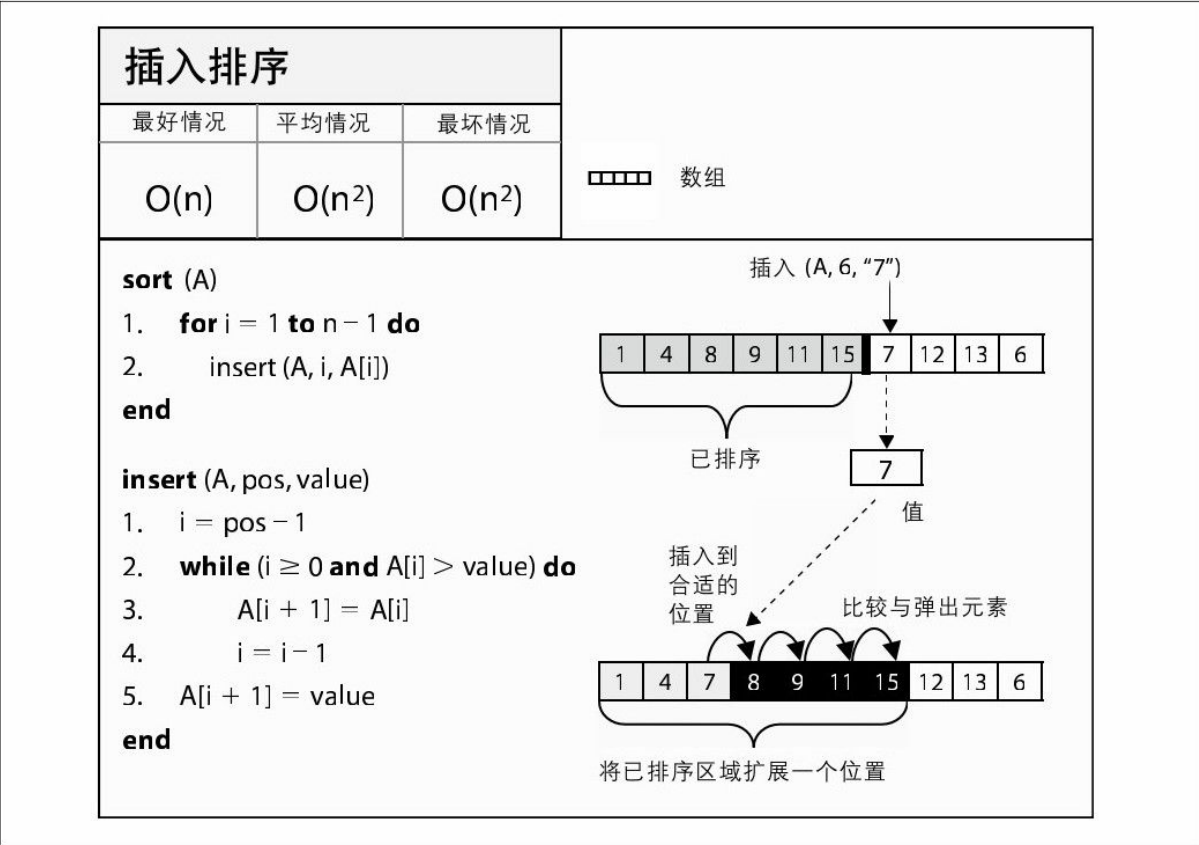 插入排序
最好情况 平均情况 最坏情况
O(n) O(n²) O(n²)
数组
sort (A)
1. for i = 1 to n − 1 do
2. insert (A, i, A[i])
end
insert (A, pos, value)
1. i = pos − 1
2. while (i ≥ 0 and A[i] > value) do
3. A[i + 1] = A[i]
4. i = i − 1
5. A[i + 1] = value
end
插入 (A, 6, “7”)
1 4 8 9 11 15 7 12 13 6
已排序
7
值
插入到
合适的
位置
比较与弹出元素
1 4 7 8 9 11 15 12 13 6
将已排序区域扩展一个位置